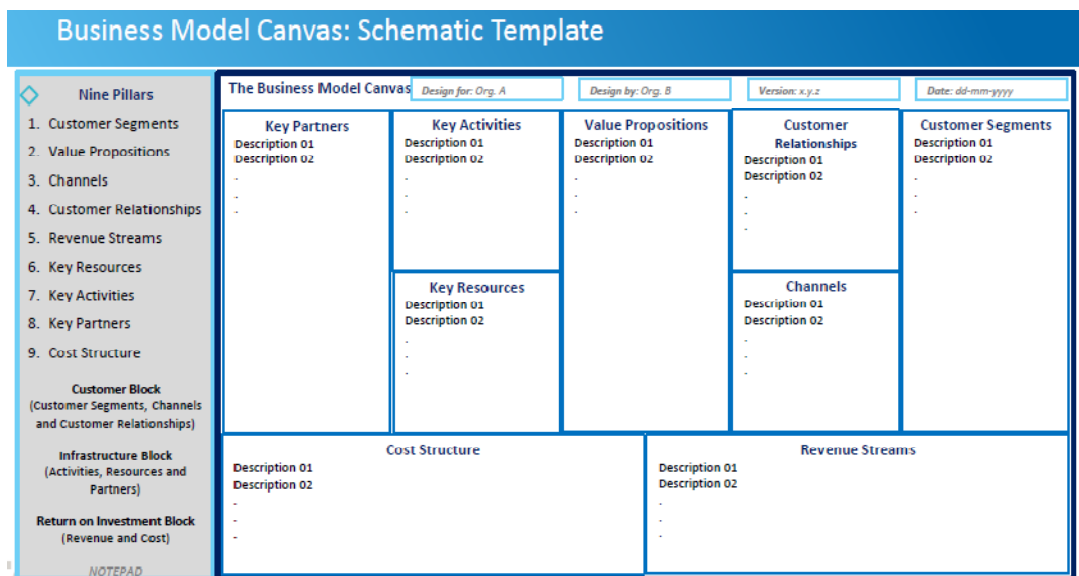 Business Model Canvas: Schematic Template
Nine Pillars
1. Customer Segments
2. Value Propositions
3. Channels
4. Customer Relationships
5. Revenue Streams
6. Key Resources
7. Key Activities
8. Key Partners
9. Cost Structure
Customer Block
(Customer Segments, Channels
and Customer Relationships)
Infrastructure Block
(Activities, Resources and
Partners)
Return on Investment Block
(Revenue and Cost)
NOTEPAD
The Business Model Canvas
Design for: Org. A
Design by: Org. B
Version: x.y.z
Date: dd-mm-yyyy
Key Partners
Description 01
Description 02
.
.
.
Key Activities
Description 01
Description 02
.
.
.
Key Resources
Description 01
Description 02
.
.
.
Value Propositions
Description 01
Description 02
.
.
.
Customer
Relationships
Description 01
Description 02
.
.
.
Channels
Description 01
Description 02
.
.
.
Customer Segments
Description 01
Description 02
.
.
.
Cost Structure
Description 01
Description 02
.
.
.
Revenue Streams
Description 01
Description 02
.
.
.